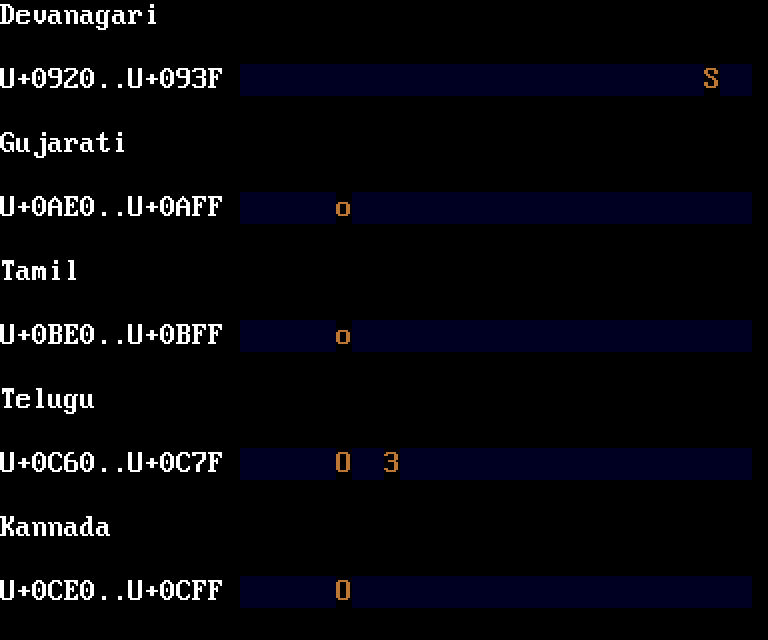 Devanagari
U+0920..U+093F S
Gujarati
U+0AE0..U+0AFF o
Tamil
U+0BE0..U+0BFF o
Telugu
U+0C60..U+0C7F O 3
Kannada
U+0CE0..U+0CFF O